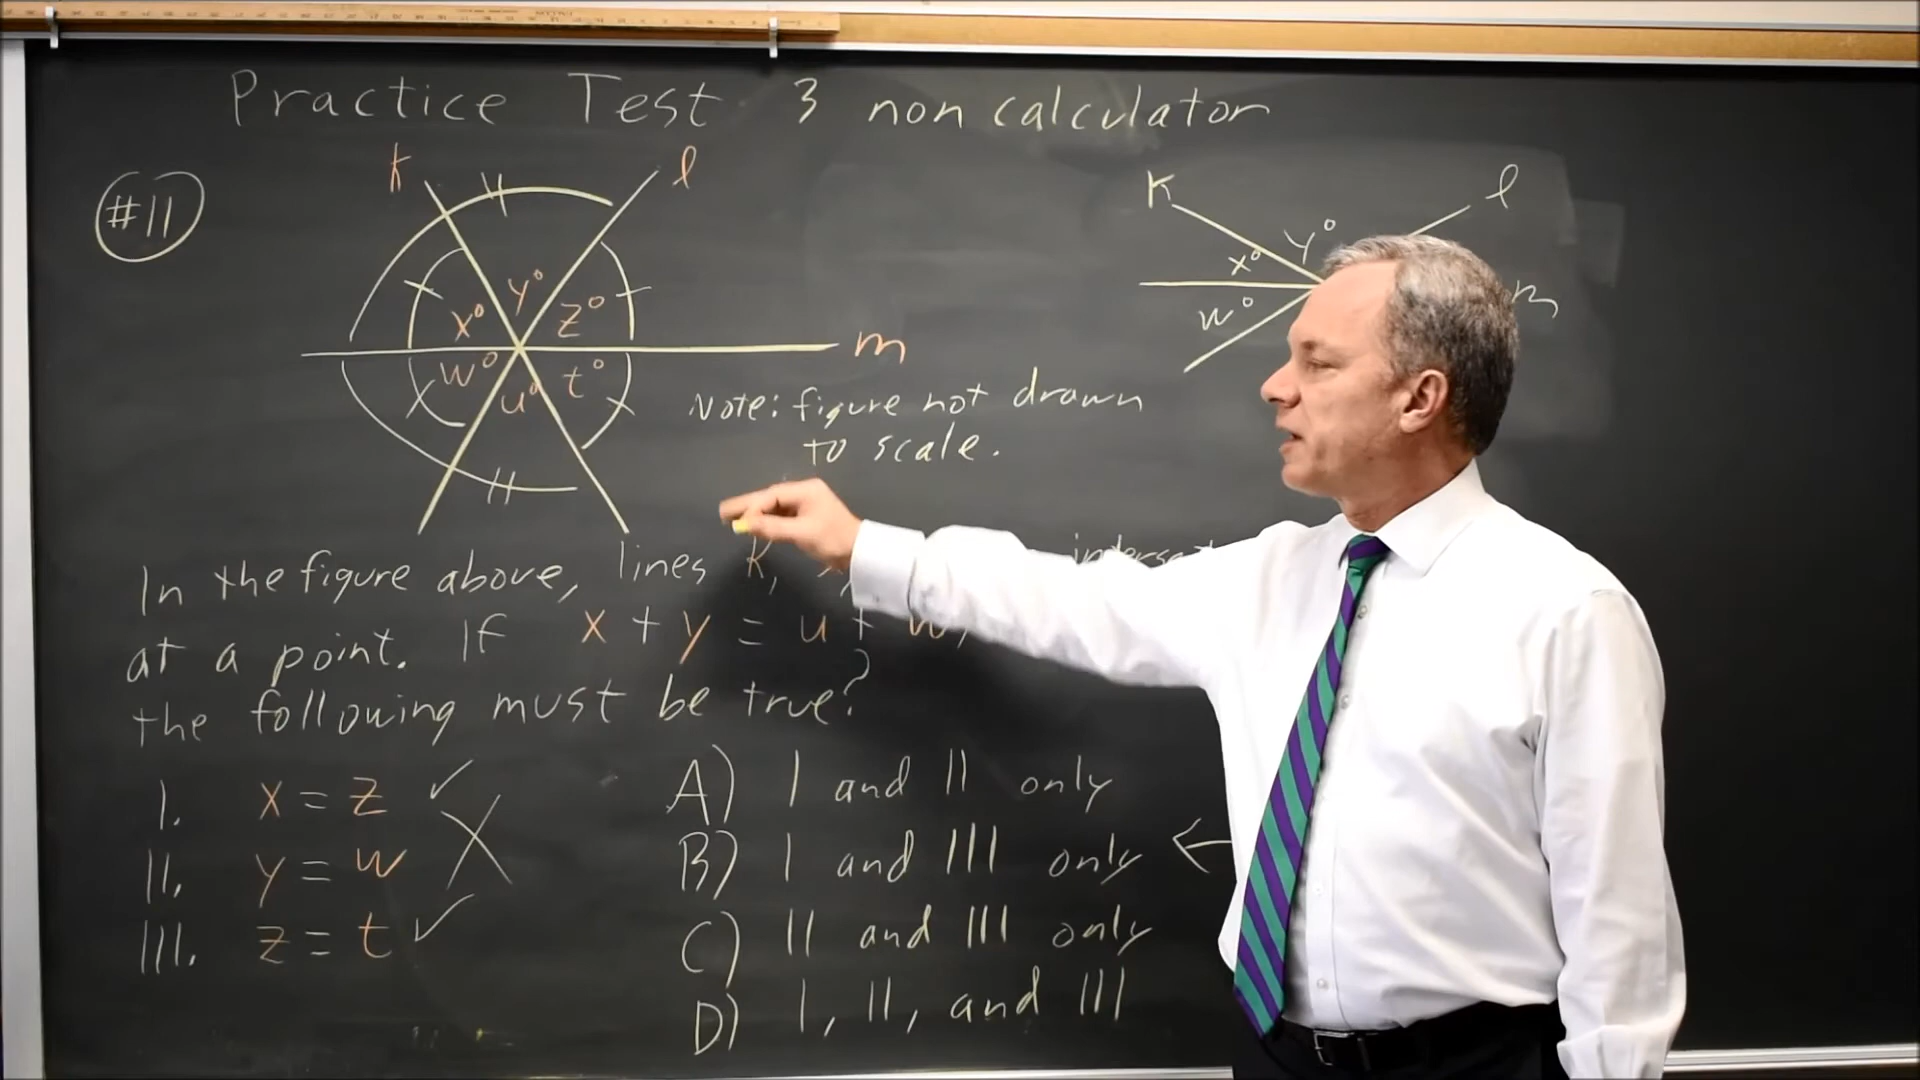 Practice Test 3 non calculator
#11
k
l
y°
x°
z°
m
w°
u°
t°
Note: figure not drawn
to scale.
K
l
y°
x°
w°
m
In the figure above, lines k,
at a point. If x + y = u + w,
the following must be true?
I. x = z ✓
II. y = w X
III. z = t ✓
A) I and II only
B) I and III only ←
C) II and III only
D) I, II, and III